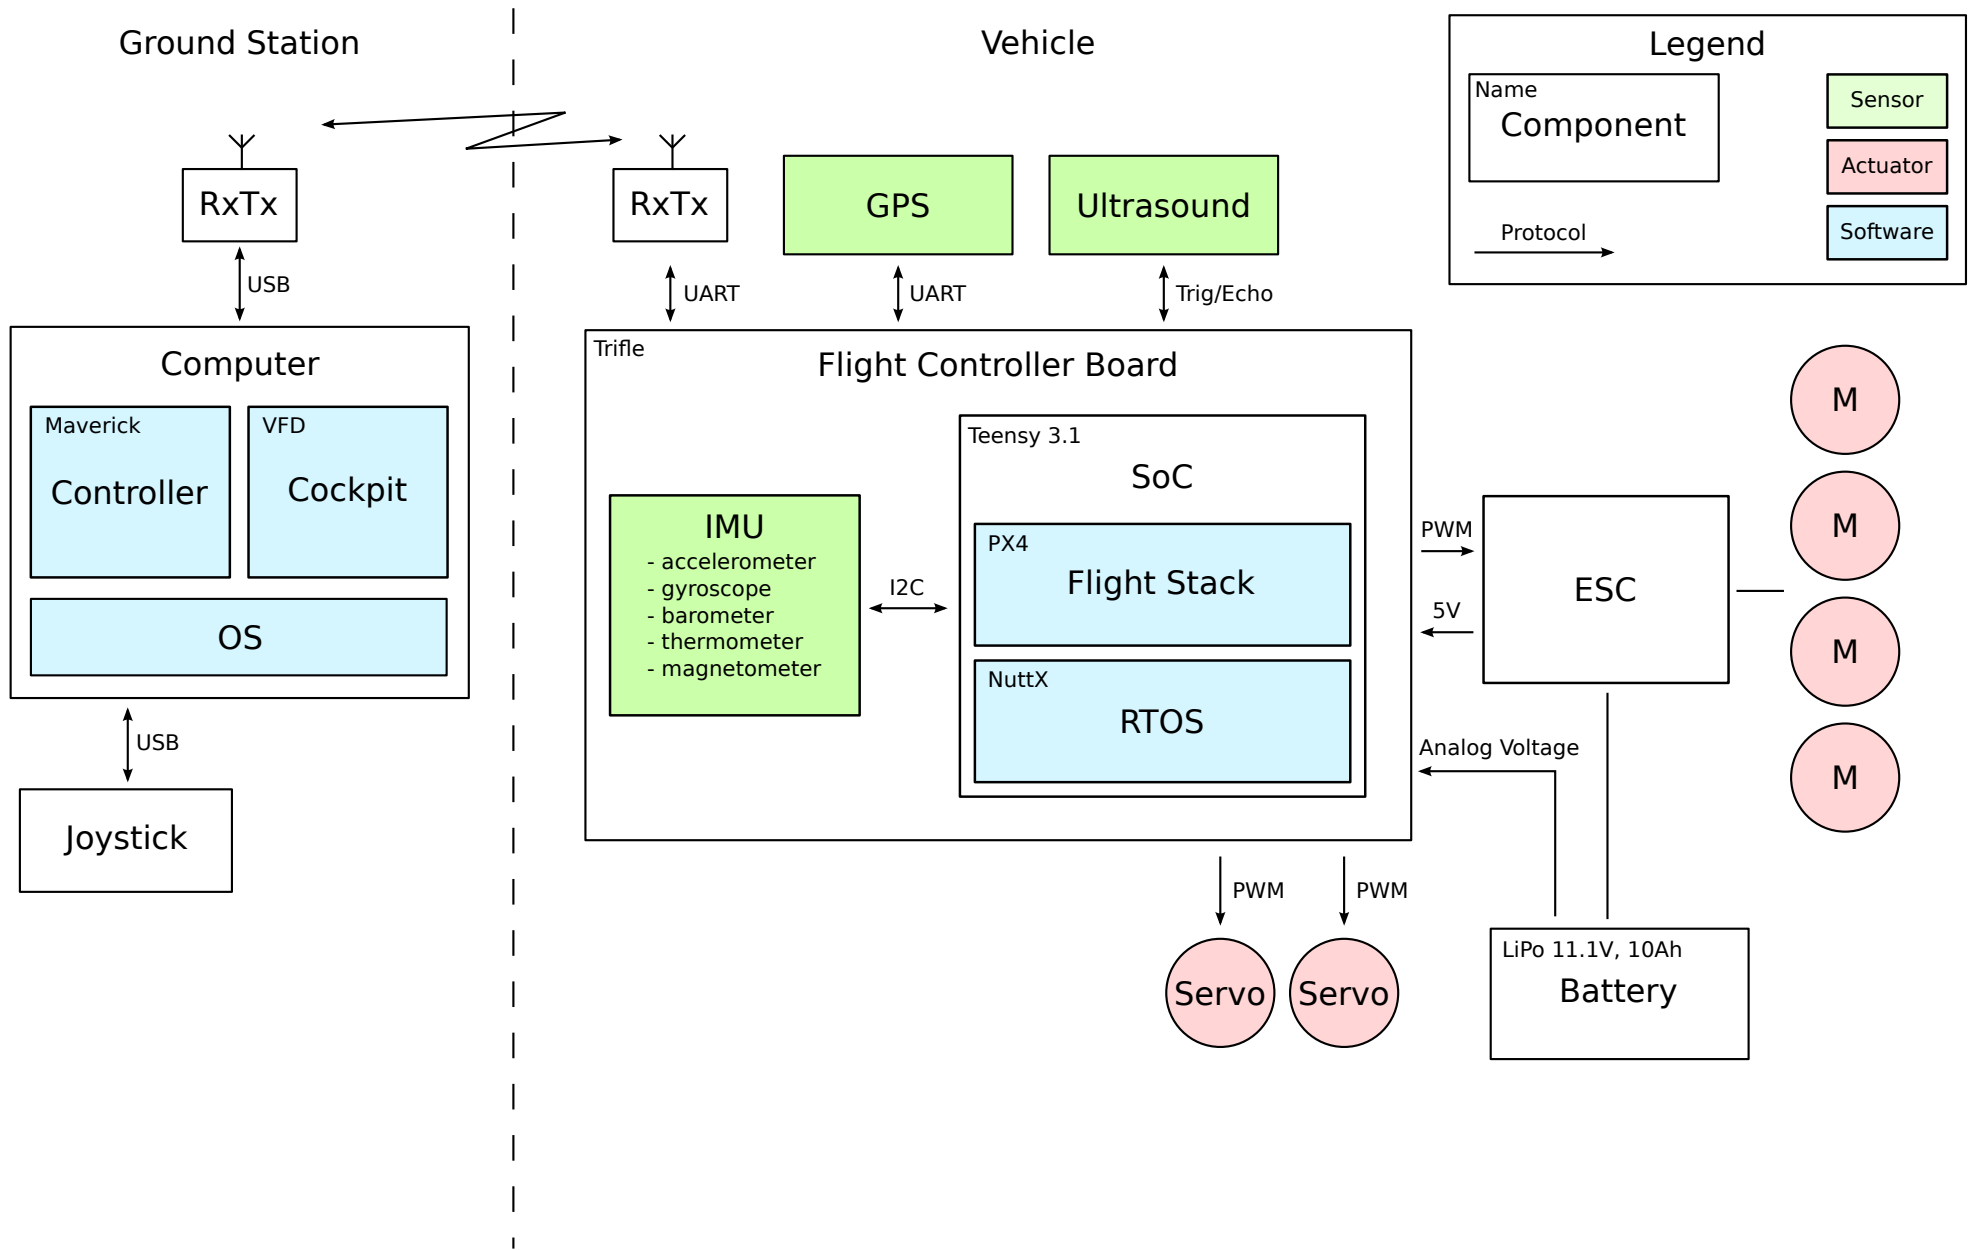 Ground Station
Vehicle
Legend
Name
Component
Sensor
Actuator
Software
Protocol
RxTx
RxTx
GPS
Ultrasound
USB
UART
UART
Trig/Echo
Computer
Maverick
Controller
VFD
Cockpit
OS
USB
Joystick
Trifle
Flight Controller Board
IMU
- accelerometer
- gyroscope
- barometer
- thermometer
- magnetometer
I2C
Teensy 3.1
SoC
PX4
Flight Stack
NuttX
RTOS
PWM
5V
ESC
M
M
M
M
Analog Voltage
PWM
PWM
Servo
Servo
LiPo 11.1V, 10Ah
Battery